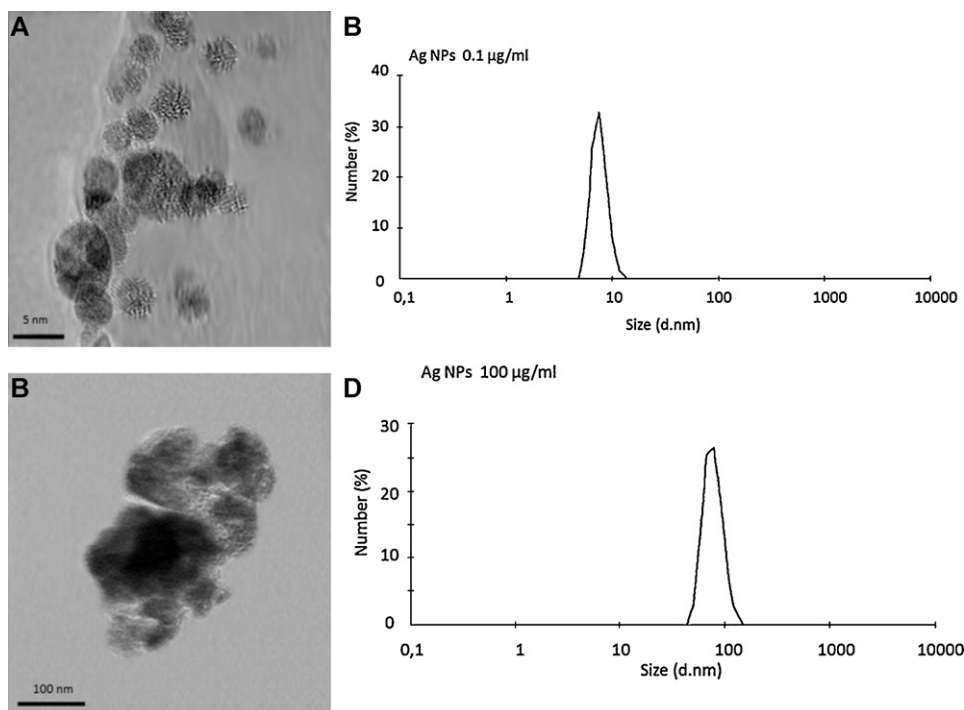 A
5 nm
B
Ag NPs 0.1 µg/ml
Number (%)
40
30
20
10
0
0,1 1 10 100 1000 10000
Size (d.nm)
B
100 nm
D
Ag NPs 100 µg/ml
Number (%)
30
20
10
0
0,1 1 10 100 1000 10000
Size (d.nm)